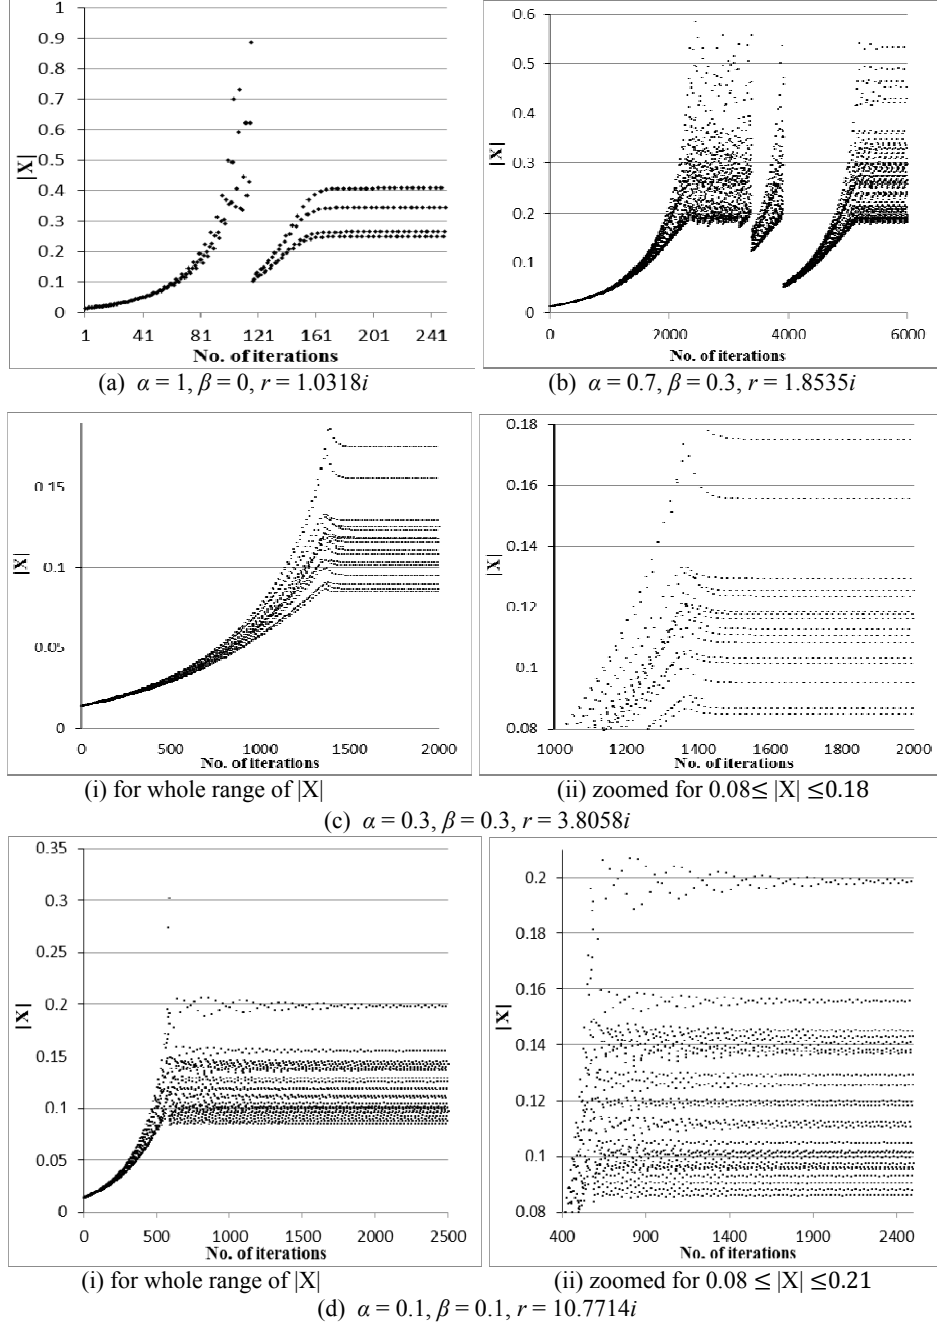 1
0.9
0.8
0.7
0.6
0.5
0.4
0.3
0.2
0.1
0
|X|
1 41 81 121 161 201 241
No. of iterations
(a) α = 1, β = 0, r = 1.0318i
0.6
0.5
0.4
0.3
0.2
0.1
0
|X|
0 2000 4000 6000
No. of iterations
(b) α = 0.7, β = 0.3, r = 1.8535i
0.15
0.1
0.05
0
|X|
0 500 1000 1500 2000
No. of iterations
(i) for whole range of |X|
0.18
0.16
0.14
0.12
0.1
0.08
|X|
1000 1200 1400 1600 1800 2000
No. of iterations
(ii) zoomed for 0.08≤ |X| ≤0.18
(c) α = 0.3, β = 0.3, r = 3.8058i
0.35
0.3
0.25
0.2
0.15
0.1
0.05
0
|X|
0 500 1000 1500 2000 2500
No. of iterations
(i) for whole range of |X|
0.2
0.18
0.16
0.14
0.12
0.1
0.08
|X|
400 900 1400 1900 2400
No. of iterations
(ii) zoomed for 0.08 ≤ |X| ≤0.21
(d) α = 0.1, β = 0.1, r = 10.7714i